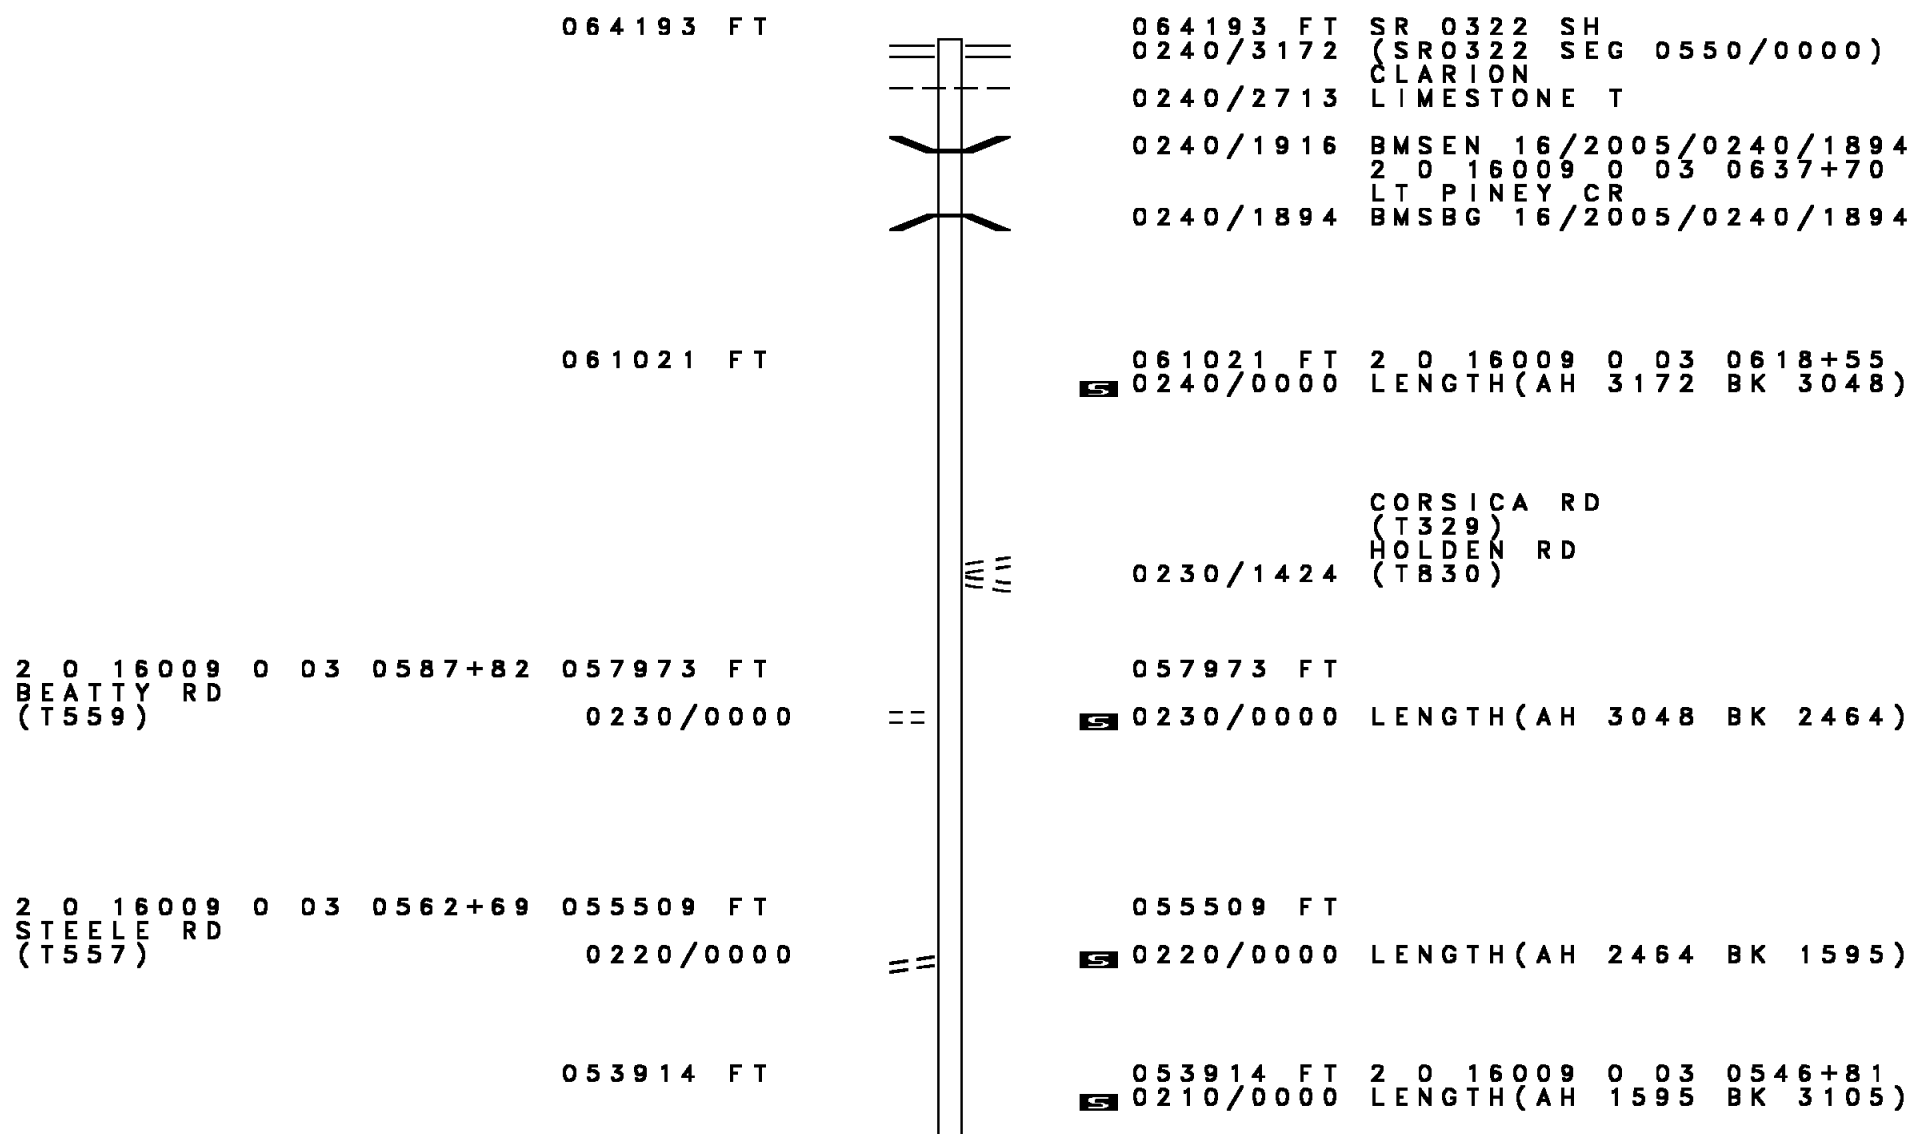 064193 FT 064193 FT SR 0322 SH
0240/3172 (SR0322 SEG 0550/0000)
CLARION
0240/2713 LIMESTONE T
0240/1916 BMSEN 16/2005/0240/1894
2 0 16009 0 03 0637+70
LT PINEY CR
0240/1894 BMSBG 16/2005/0240/1894
061021 FT 061021 FT 2 0 16009 0 03 0618+55
S 0240/0000 LENGTH(AH 3172 BK 3048)
CORSICA RD
(T329)
HOLDEN RD
0230/1424 (T830)
2 0 16009 0 03 0587+82 057973 FT 057973 FT
BEATTY RD
(T559) 0230/0000 S 0230/0000 LENGTH(AH 3048 BK 2464)
2 0 16009 0 03 0562+69 055509 FT 055509 FT
STEELE RD
(T557) 0220/0000 S 0220/0000 LENGTH(AH 2464 BK 1595)
053914 FT 053914 FT 2 0 16009 0 03 0546+81
S 0210/0000 LENGTH(AH 1595 BK 3105)